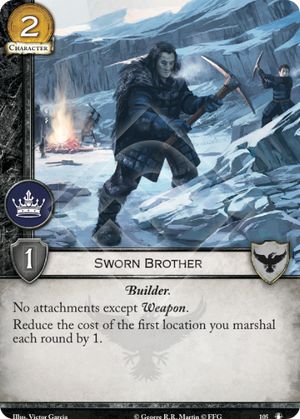 2
CHARACTER
1
SWORN BROTHER
Builder.
No attachments except Weapon.
Reduce the cost of the first location you marshal
each round by 1.
Illus. Victor Garcia
© George R.R. Martin © FFG
105